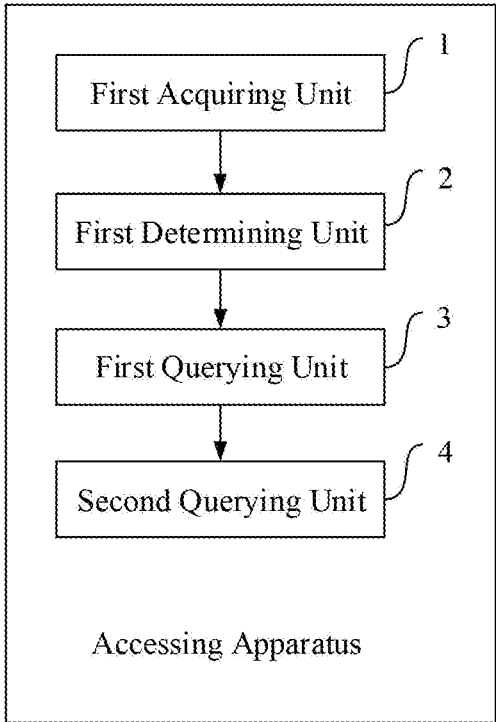 1
First Acquiring Unit
2
First Determining Unit
3
First Querying Unit
4
Second Querying Unit
Accessing Apparatus